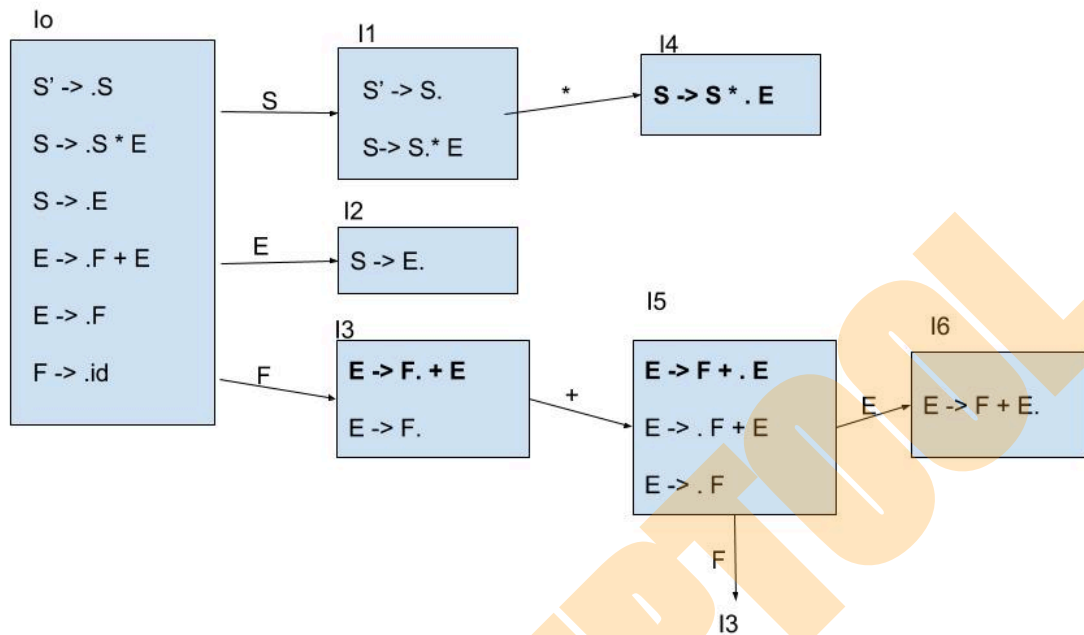 Io
S' -> .S
S -> .S * E
S -> .E
E -> .F + E
E -> .F
F -> .id
S
E
F
I1
S' -> S.
S-> S.* E
*
I4
S -> S * . E
I2
S -> E.
I3
E -> F. + E
E -> F.
+
I5
E -> F + . E
E -> . F + E
E -> . F
E
I6
E -> F + E.
F
I3